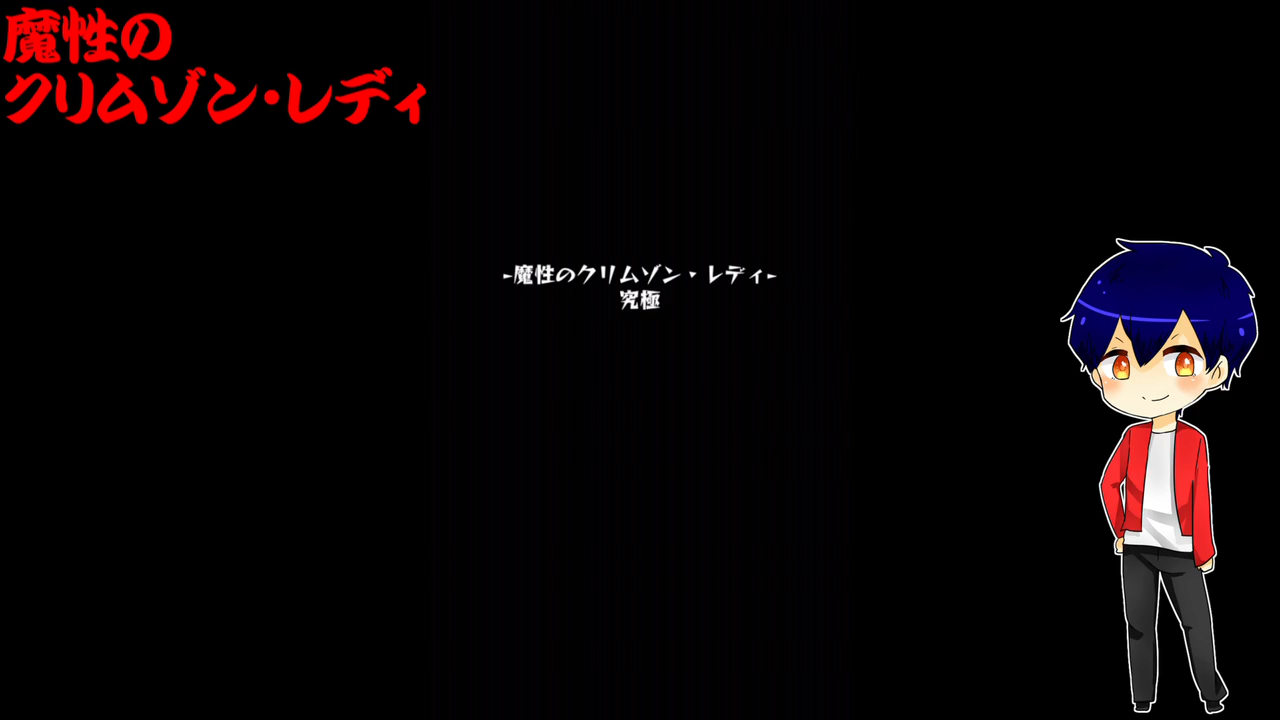 魔性の
クリムゾン・レディ
-魔性のクリムゾン・レディ-
究極